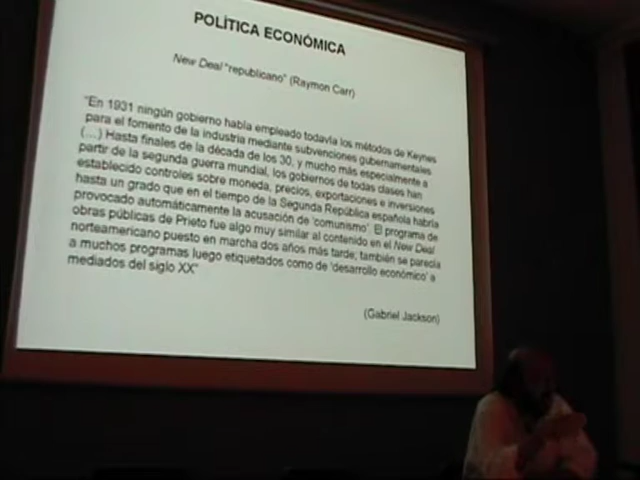 POLÍTICA ECONÓMICA
New Deal "republicano" (Raymon Carr)
"En 1931 ningún gobierno había empleado todavía los métodos de Keynes
para el fomento de la industria mediante subvenciones gubernamentales
(…) Hasta finales de la década de los 30, y mucho más especialmente a
partir de la segunda guerra mundial, los gobiernos de todas clases han
establecido controles sobre moneda, precios, exportaciones e inversiones
hasta un grado que en el tiempo de la Segunda República española habría
provocado automáticamente la acusación de 'comunismo'. El programa de
obras públicas de Prieto fue algo muy similar al contenido en el New Deal
norteamericano puesto en marcha dos años más tarde; también se parecía
a muchos programas luego etiquetados como de 'desarrollo económico' a
mediados del siglo XX"
(Gabriel Jackson)